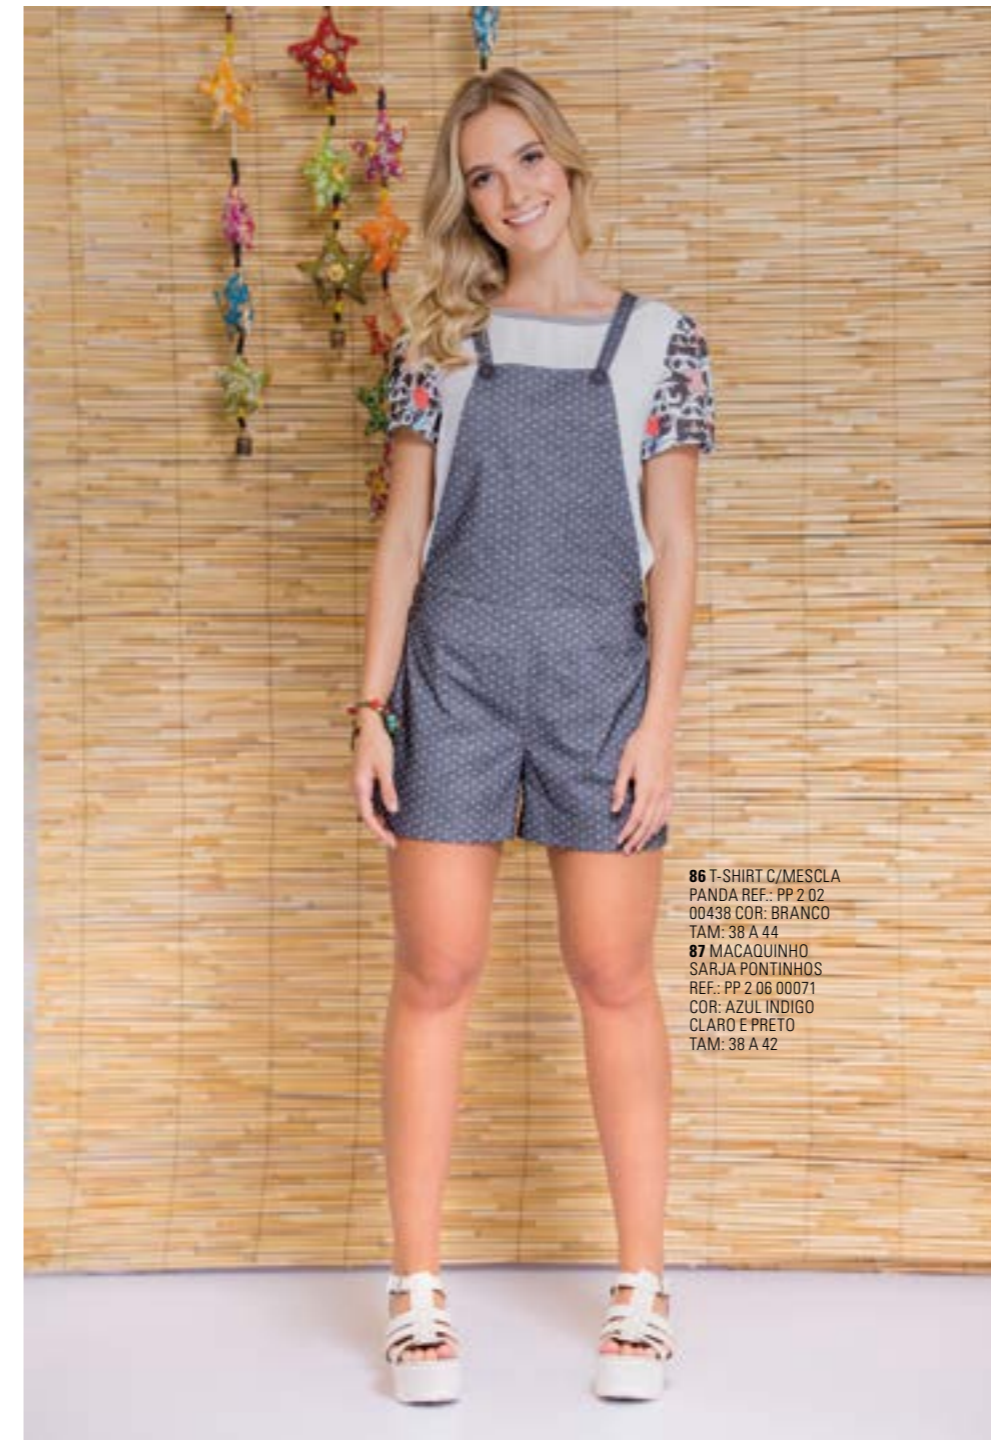 86 T-SHIRT C/MESCLA
PANDA REF.: PP 2 02
00438 COR: BRANCO
TAM: 38 A 44
87 MACAQUINHO
SARJA PONTINHOS
REF.: PP 2 06 00071
COR: AZUL INDIGO
CLARO E PRETO
TAM: 38 A 42